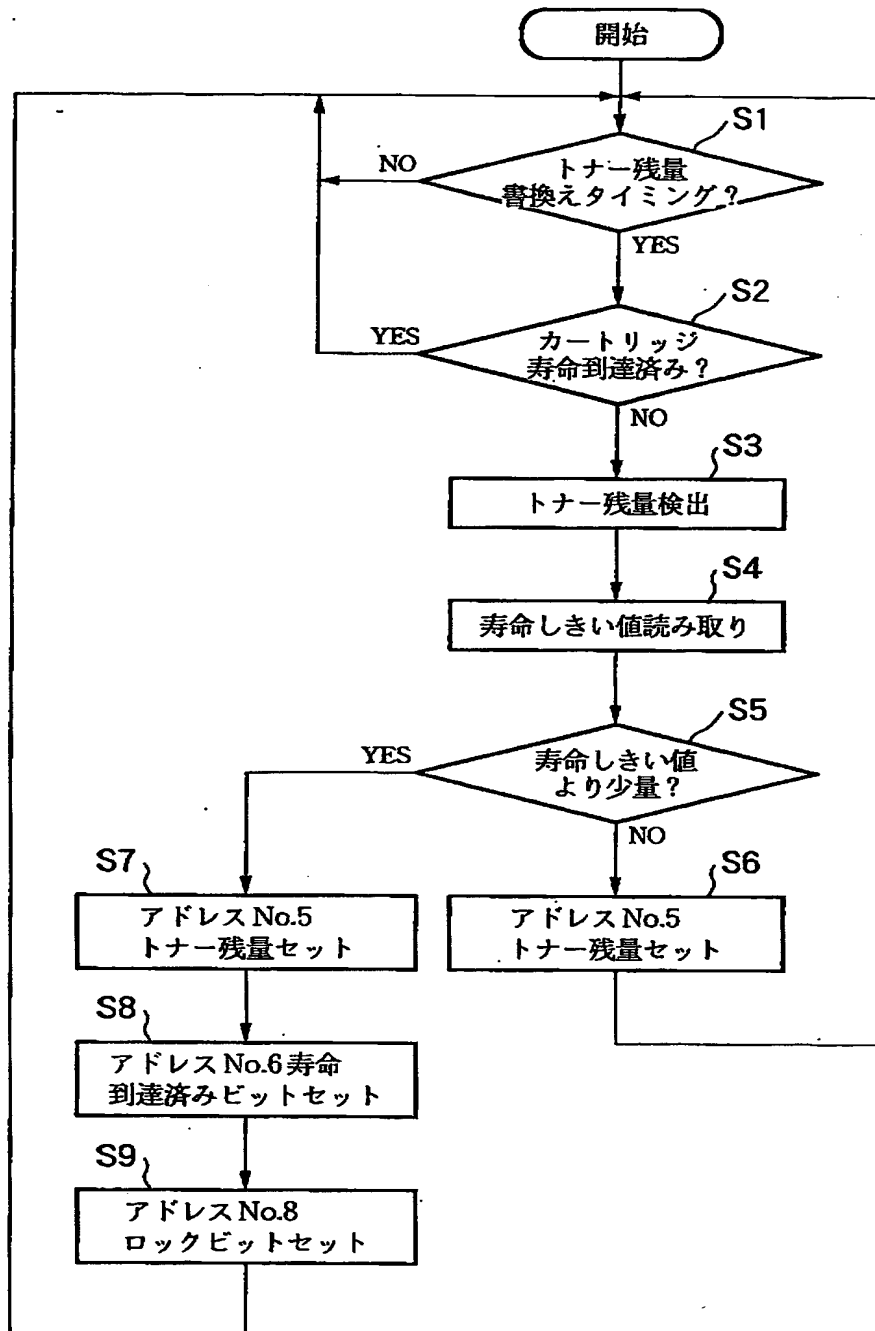 開始
S1
トナー残量
書換えタイミング?
NO
YES
S2
カートリッジ
寿命到達済み?
YES
NO
S3
トナー残量検出
S4
寿命しきい値読み取り
S5
寿命しきい値
より少量?
YES
NO
S7
アドレスNo.5
トナー残量セット
S6
アドレスNo.5
トナー残量セット
S8
アドレスNo.6寿命
到達済みビットセット
S9
アドレスNo.8
ロックビットセット